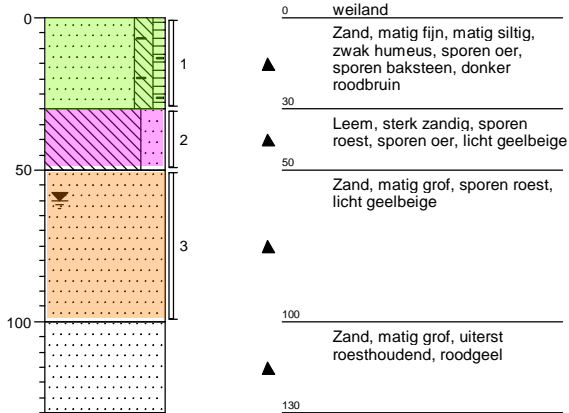 0
50
100
1
2
3
0 weiland
Zand, matig fijn, matig siltig,
zwak humeus, sporen oer,
sporen baksteen, donker
roodbruin
30
Leem, sterk zandig, sporen
roest, sporen oer, licht geelbeige
50
Zand, matig grof, sporen roest,
licht geelbeige
100
Zand, matig grof, uiterst
roesthoudend, roodgeel
130